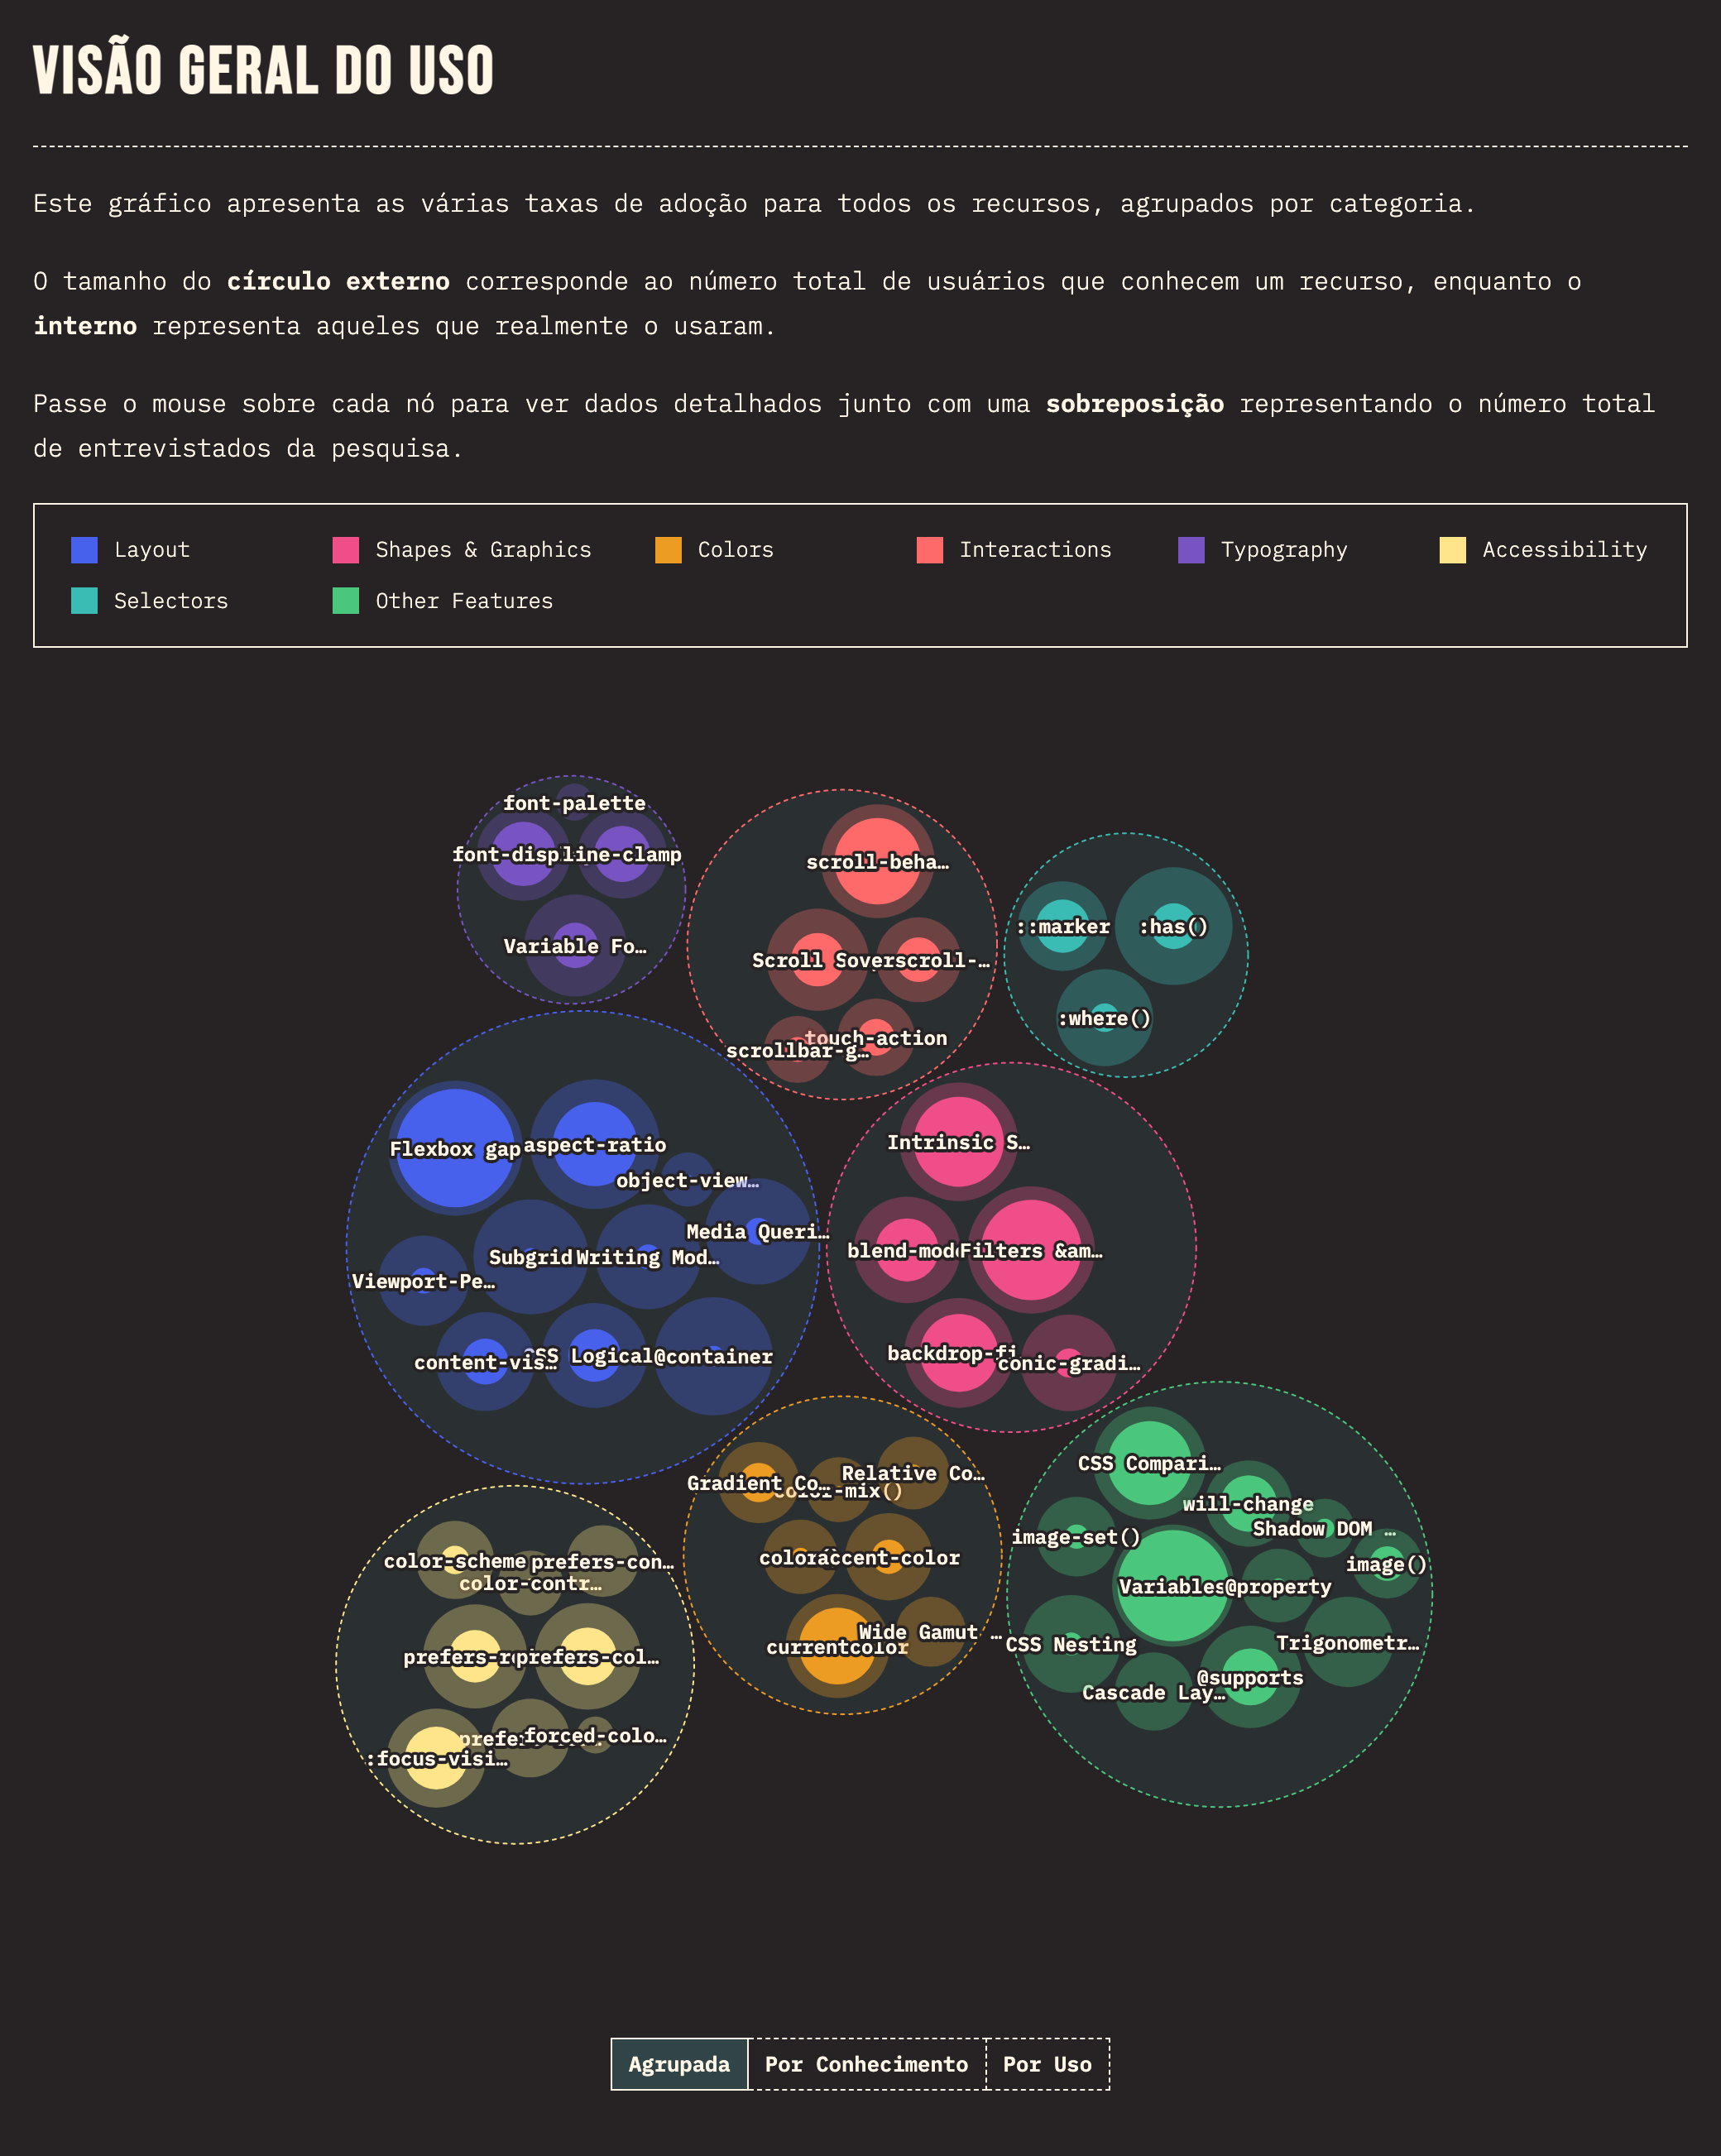 VISÃO GERAL DO USO
Este gráfico apresenta as várias taxas de adoção para todos os recursos, agrupados por categoria.
O tamanho do círculo externo corresponde ao número total de usuários que conhecem um recurso, enquanto o
interno representa aqueles que realmente o usaram.
Passe o mouse sobre cada nó para ver dados detalhados junto com uma sobreposição representando o número total
de entrevistados da pesquisa.
Layout
Shapes & Graphics
Colors
Interactions
Typography
Accessibility
Selectors
Other Features
font-palette
font-displ
line-clamp
Variable Fo…
scroll-beha…
Scroll S
overscroll-…
touch-action
scrollbar-g…
::marker
:has()
:where()
Flexbox gap
aspect-ratio
object-view…
Media Queri…
Subgrid
Writing Mod…
Viewport-Pe…
content-vis…
CSS Logical
@container
Intrinsic S…
blend-mode
Filters &am…
backdrop-fi
conic-gradi…
Gradient Co…
color-mix()
Relative Co…
accent-color
currentcolor
Wide Gamut …
CSS Compari…
will-change
Shadow DOM …
image-set()
image()
Variables
@property
CSS Nesting
Trigonometr…
@supports
Cascade Lay…
color-scheme
prefers-con…
color-contr…
prefers-re
prefers-col…
forced-colo…
:focus-visi…
Agrupada
Por Conhecimento
Por Uso